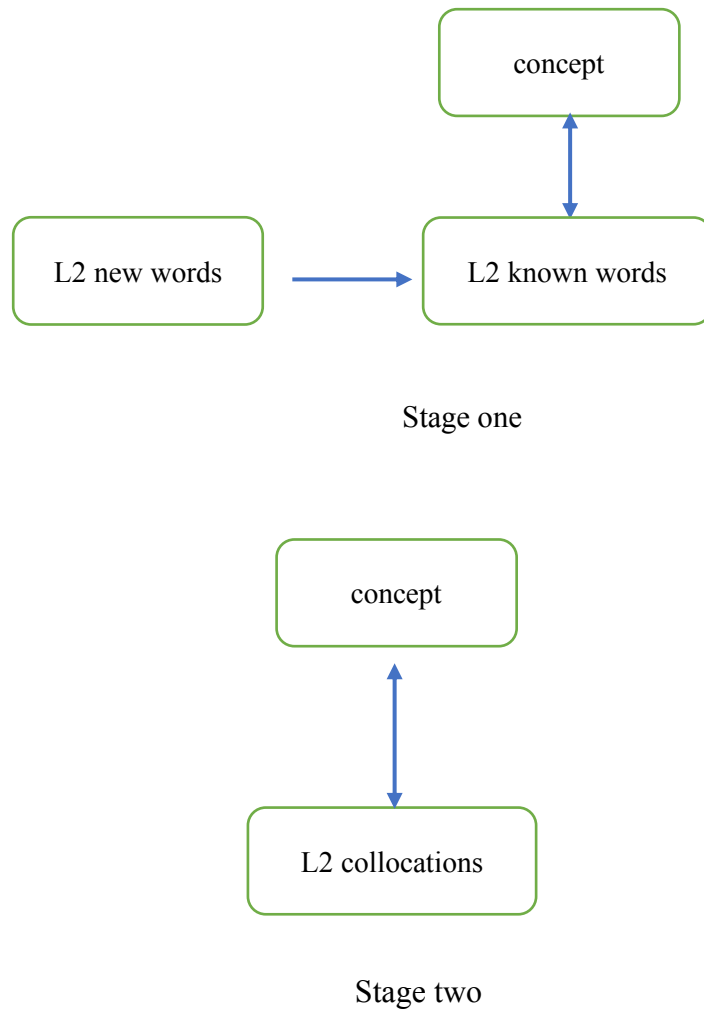 concept
L2 new words
L2 known words
Stage one
concept
L2 collocations
Stage two